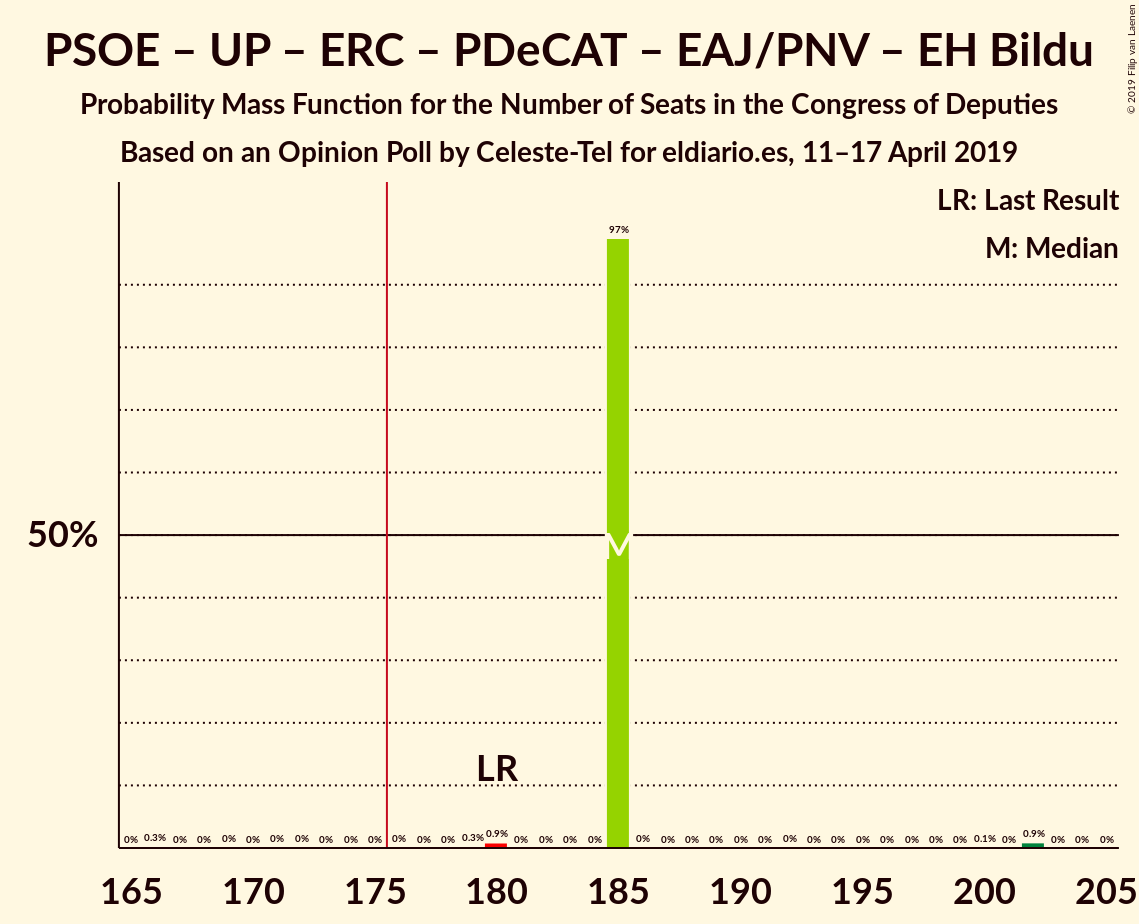 PSOE – UP – ERC – PDeCAT – EAJ/PNV – EH Bildu
Probability Mass Function for the Number of Seats in the Congress of Deputies
Based on an Opinion Poll by Celeste-Tel for eldiario.es, 11–17 April 2019
© 2019 Filip van Laenen
LR: Last Result
M: Median
97%
50%
M
LR
0% 0.3% 0% 0% 0% 0% 0% 0% 0% 0% 0% 0% 0% 0% 0.3% 0.9% 0% 0% 0% 0% 0% 0% 0% 0% 0% 0% 0% 0% 0% 0% 0% 0% 0% 0% 0.1% 0% 0.9% 0% 0% 0%
165 170 175 180 185 190 195 200 205